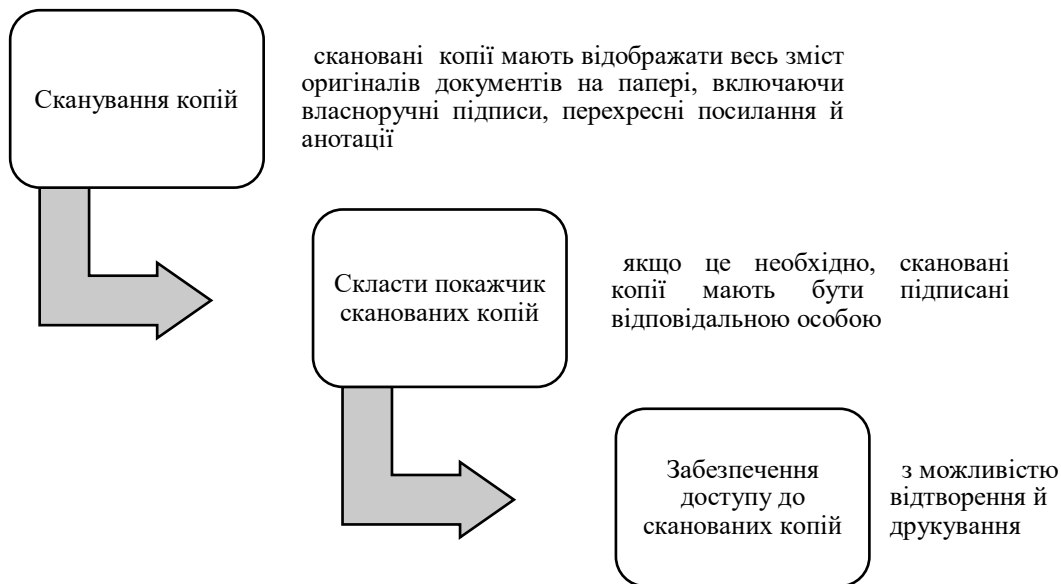 Сканування копій
сканovані копії мають відображати весь зміст
оригіналів документів на папері, включаючи
власноручні підписи, перехресні посилання й
анотації
Скласти покажчик
сканованих копій
якщо це необхідно, скановані
копії мають бути підписані
відповідальною особою
Забезпечення
доступу до
сканованих копій
з можливістю
відтворення й
друкування